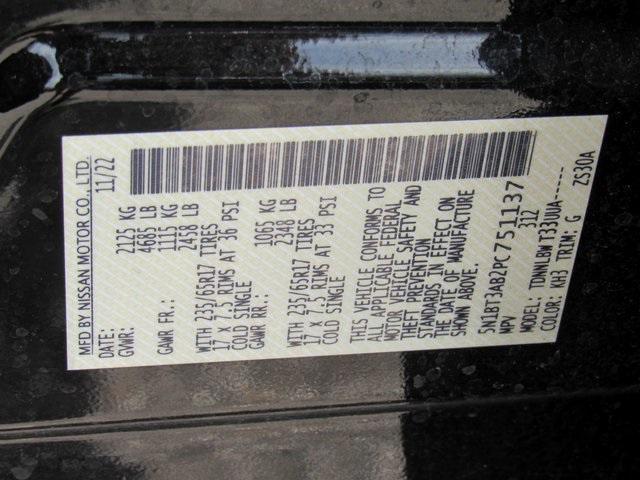 MFD BY NISSAN MOTOR CO., LTD.
DATE: 11/22
GVWR: 2125 KG
4685 LB
GAWR FR.: 1115 KG
2458 LB
WITH 235/65R17 TIRES
17 X 7.5 RIMS AT 36 PSI
COLD SINGLE
GAWR RR.: 1065 KG
2348 LB
WITH 235/65R17 TIRES
17 X 7.5 RIMS AT 33 PSI
COLD SINGLE
THIS VEHICLE CONFORMS TO
ALL APPLICABLE FEDERAL
MOTOR VEHICLE SAFETY AND
THEFT PREVENTION
STANDARDS IN EFFECT ON
THE DATE OF MANUFACTURE
SHOWN ABOVE.
5N1BT3AB2PC751137
MPV 312
MODEL: TDWNLBW T33UUA-----
COLOR: KH3 TRIM: G ZS30A